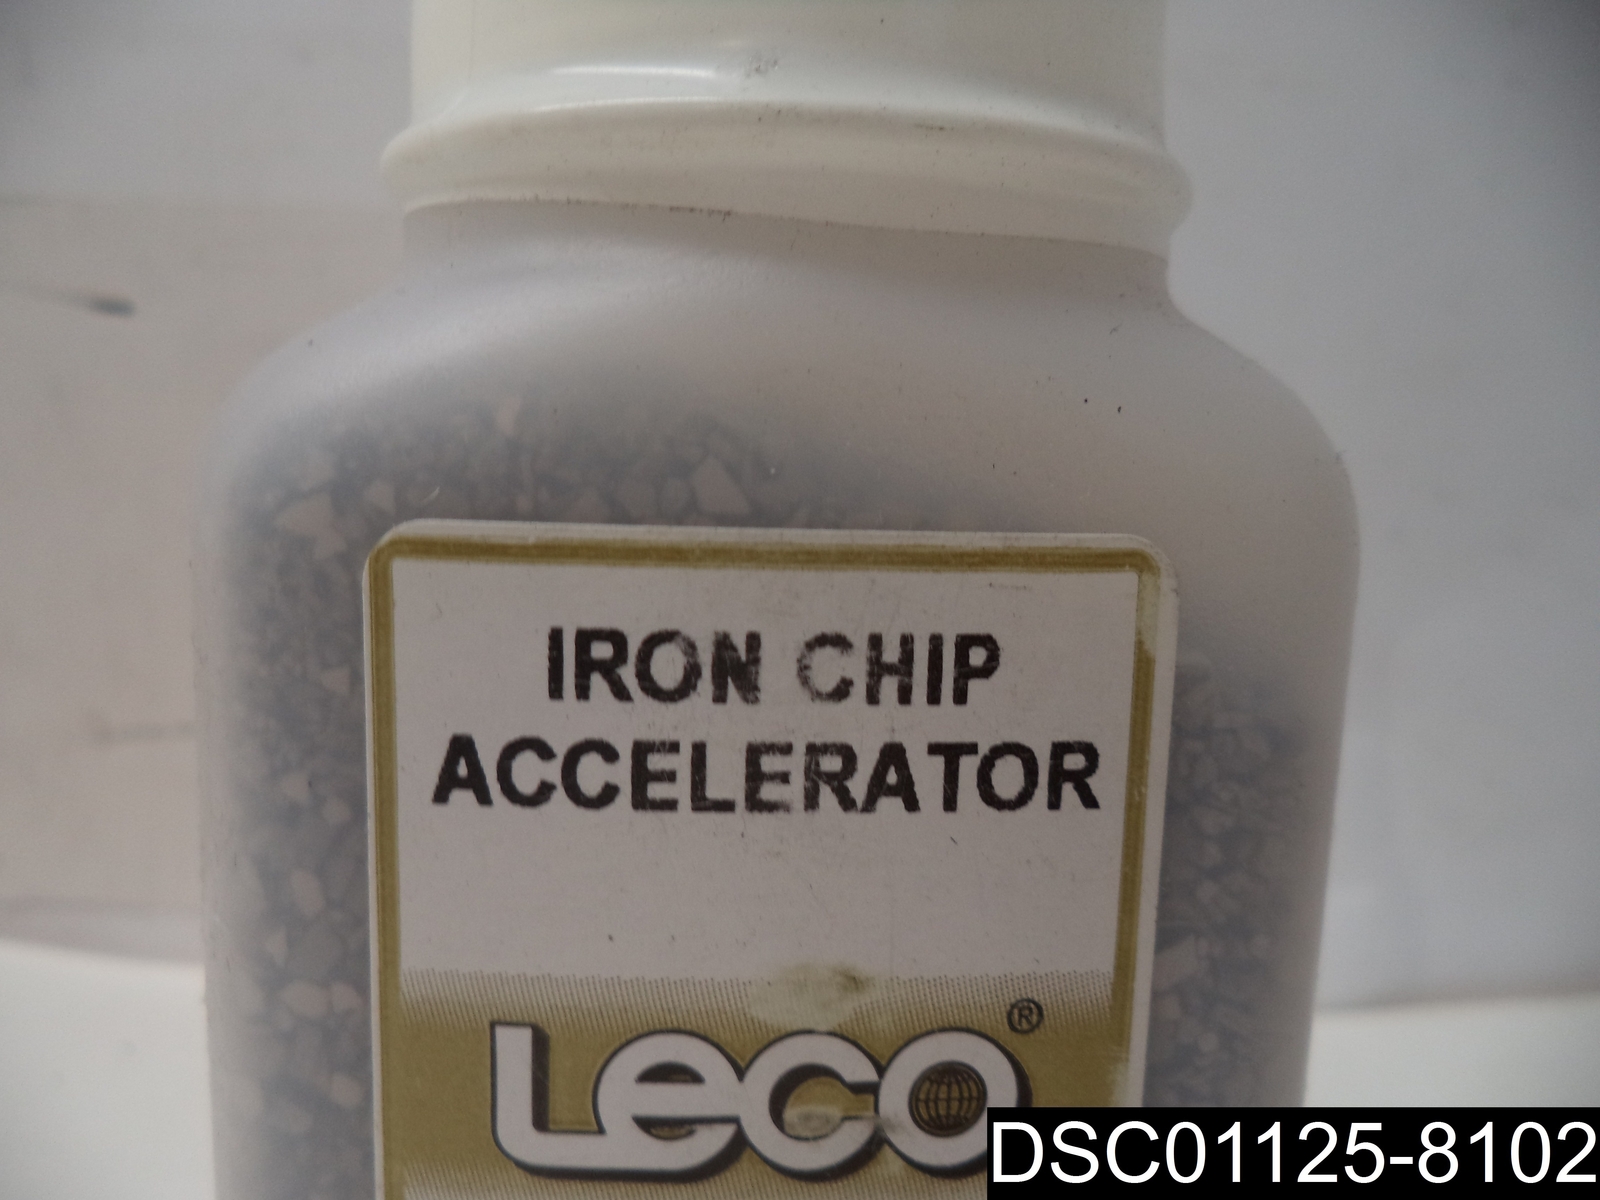 IRON CHIP
ACCELERATOR
LECO®
DSC01125-8102